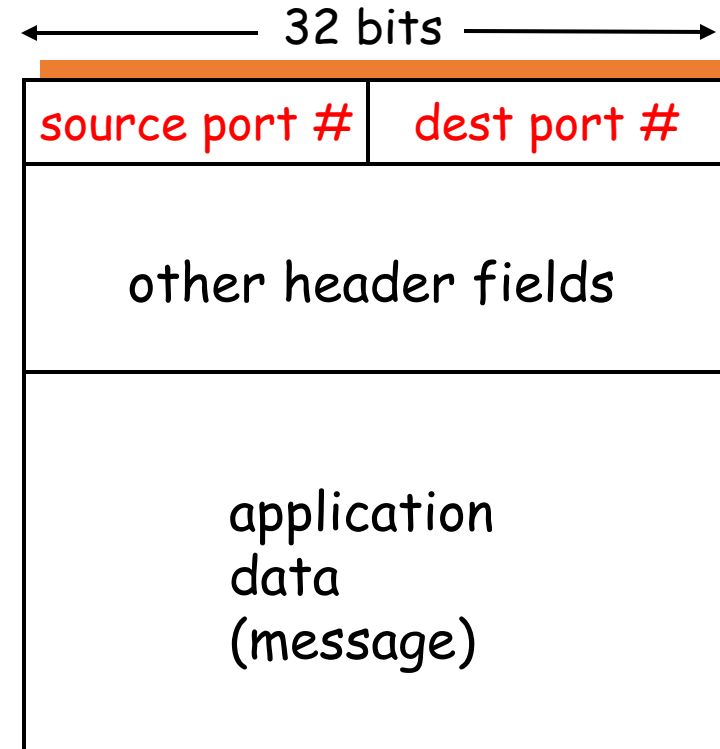 32 bits
source port # dest port #
other header fields
application
data
(message)